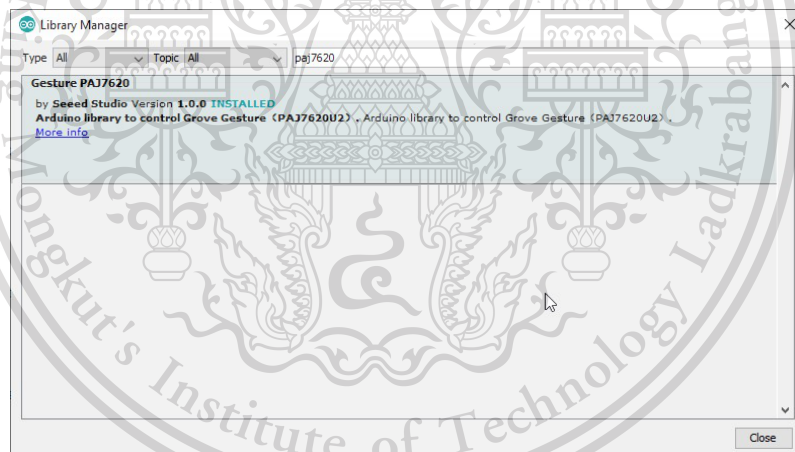 Library Manager
Type All Topic All paj7620
Gesture PAJ7620
by Seeed Studio Version 1.0.0 INSTALLED
Arduino library to control Grove Gesture (PAJ7620U2) . Arduino library to control Grove Gesture (PAJ7620U2) .
More info
Close
ongkut's Institute of Technology Ladkrabang